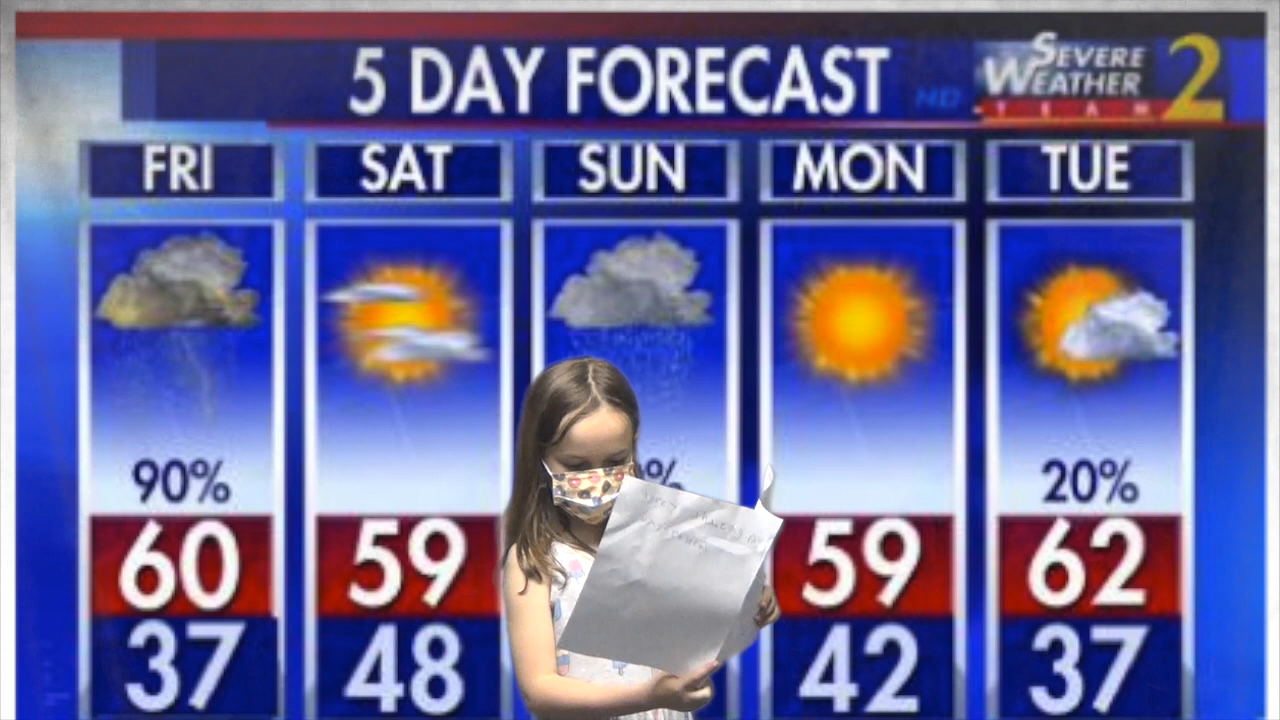 5 DAY FORECAST
HD
SEVERE
WEATHER
TEAM
2
FRI SAT SUN MON TUE
90% % 20%
60 59 59 62
37 48 42 37